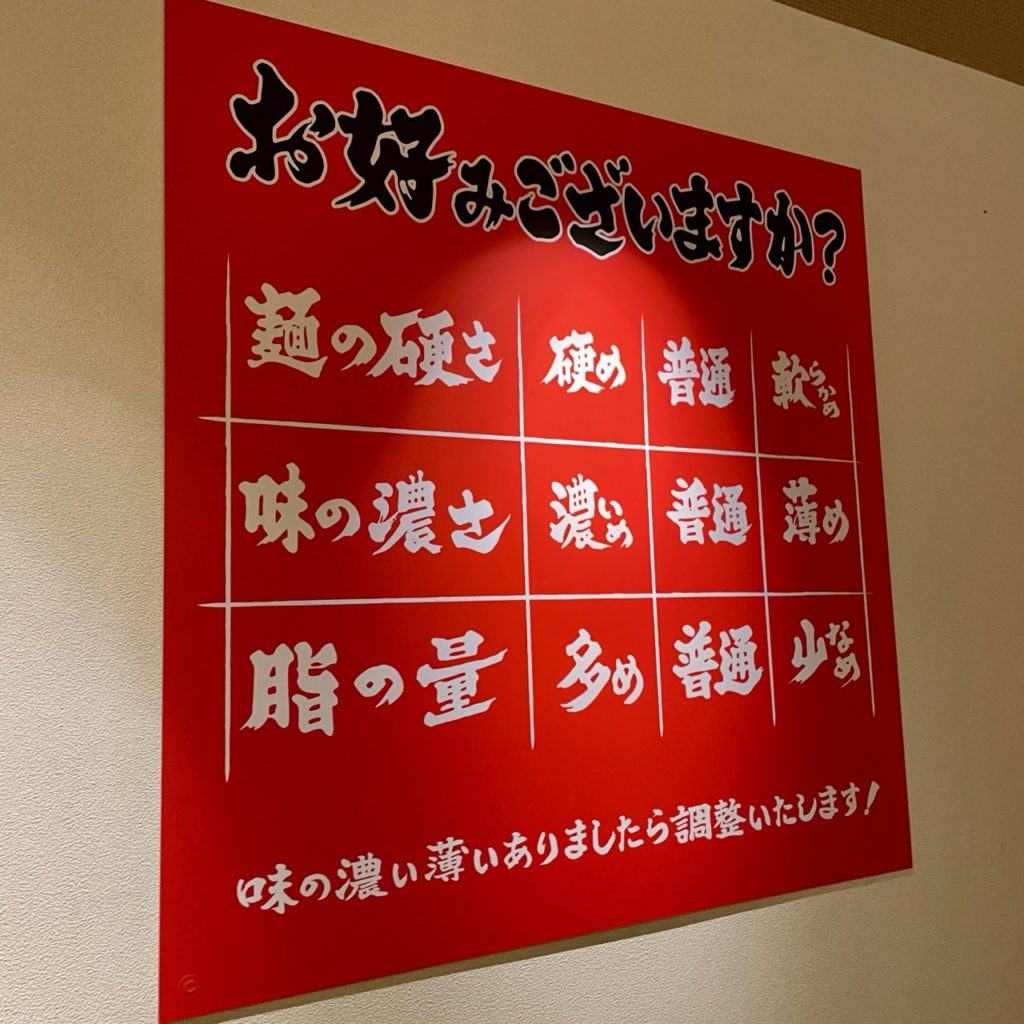 お好みございますか?
麺の硬さ 硬め 普通 軟らかめ
味の濃さ 濃いめ 普通 薄め
脂の量 多め 普通 少なめ
味の濃い薄いありましたら調整いたします!
©